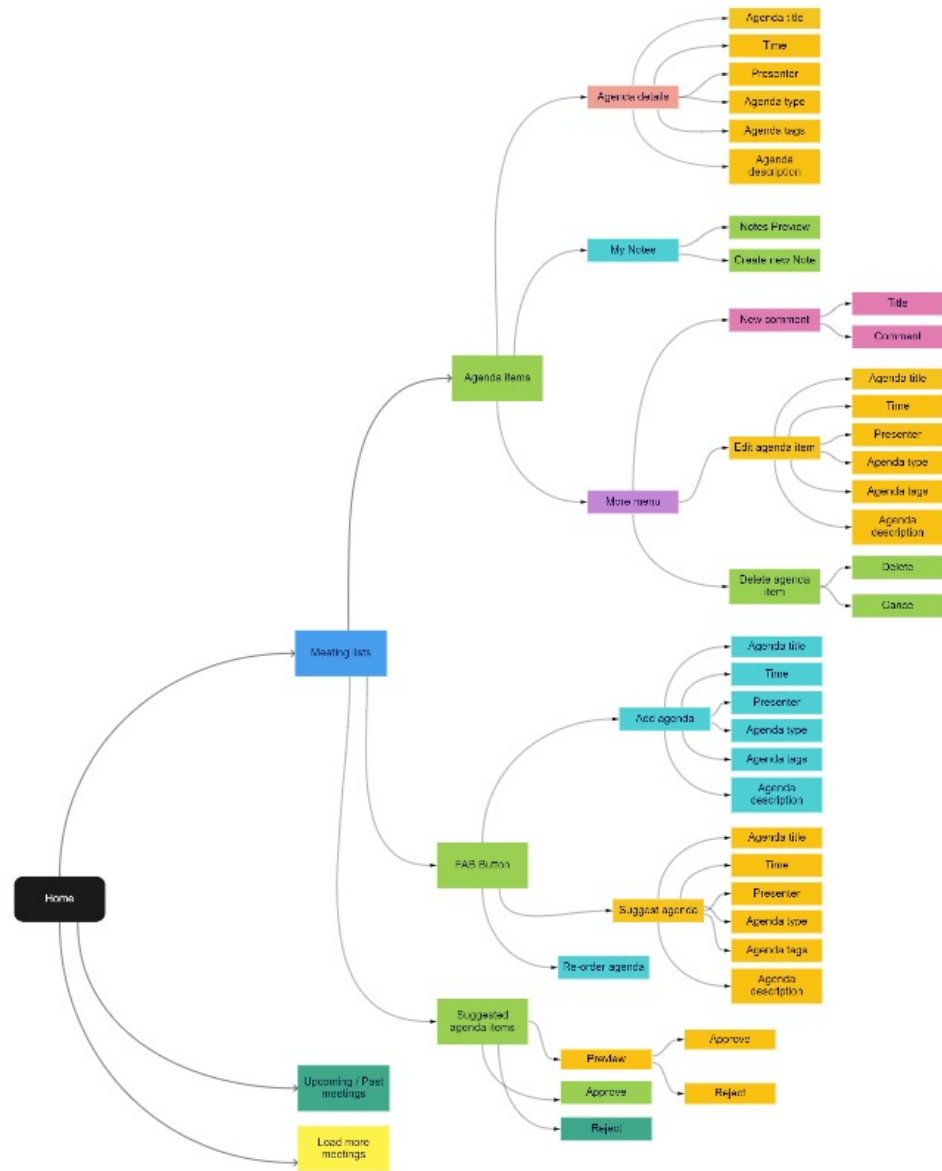 Agenda title
Time
Presenter
Agenda details
Agenda type
Agenda tags
Agenda
description
Notes Preview
My Notes
Create new Note
Title
New comment
Comment
Agenda Items
Agenda title
Time
Presenter
Edit agenda item
Agenda type
Agenda tags
Agenda
description
More menu
Delete
Delete agenda
item
Cance
Meeting lists
Agenda title
Time
Presenter
Add agenda
Agenda type
Agenda tags
Agenda
description
FAB Button
Agenda title
Time
Presenter
Suggest agenda
Agenda type
Agenda tags
Agenda
description
Home
Re-order agenda
Suggested
agenda items
Approve
Preview
Reject
Upcoming / Past
meetings
Approve
Reject
Load more
meetings